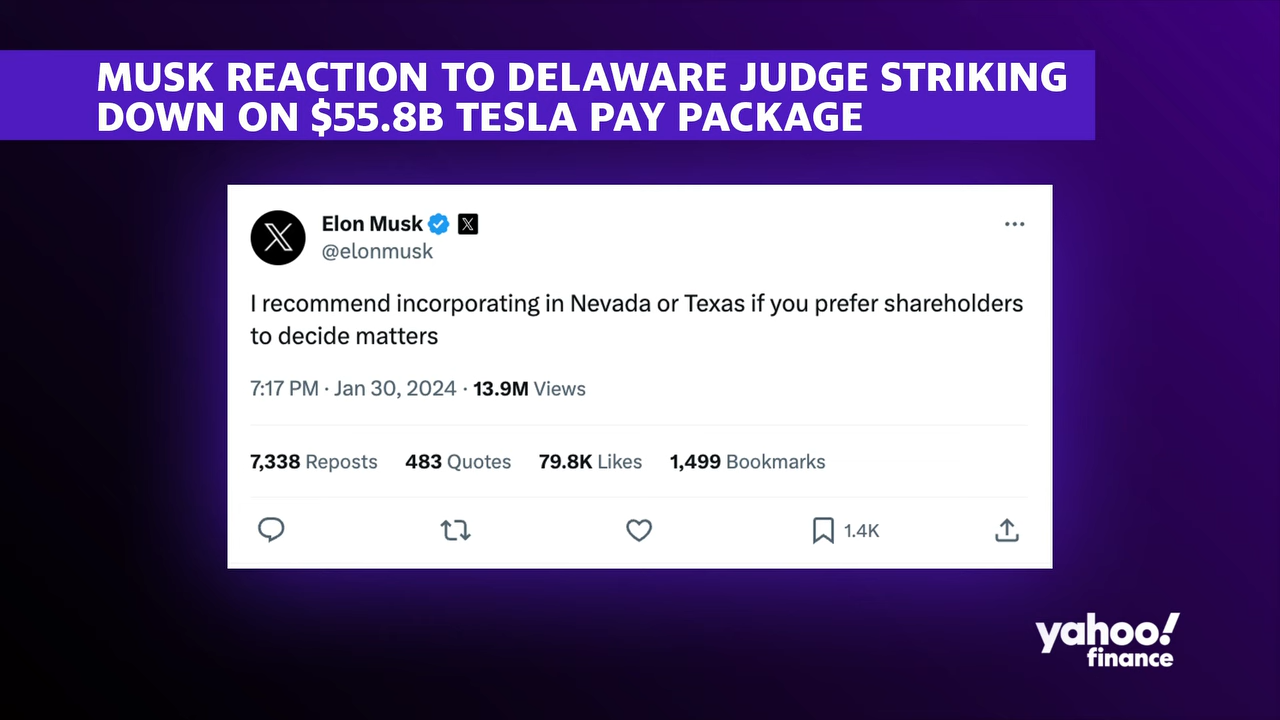 MUSK REACTION TO DELAWARE JUDGE STRIKING
DOWN ON $55.8B TESLA PAY PACKAGE
Elon Musk
@elonmusk
I recommend incorporating in Nevada or Texas if you prefer shareholders
to decide matters
7:17 PM · Jan 30, 2024 · 13.9M Views
7,338 Reposts 483 Quotes 79.8K Likes 1,499 Bookmarks
1.4K
yahoo!
finance